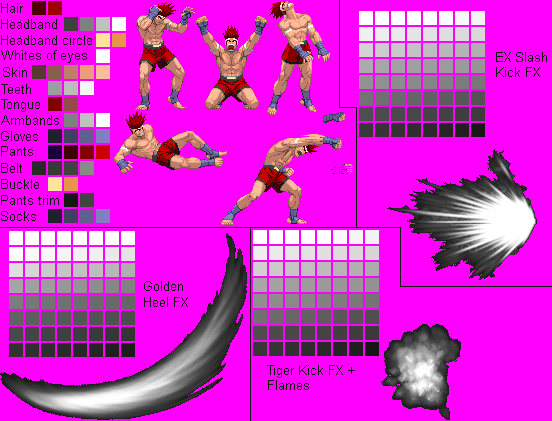 Hair
Headband
Headband circle
Whites of eyes
Skin
Teeth
Tongue
Armbands
Gloves
Pants
Belt
Buckle
Pants trim
Socks
EX Slash
Kick FX
Golden
Heel FX
Tiger Kick FX +
Flames